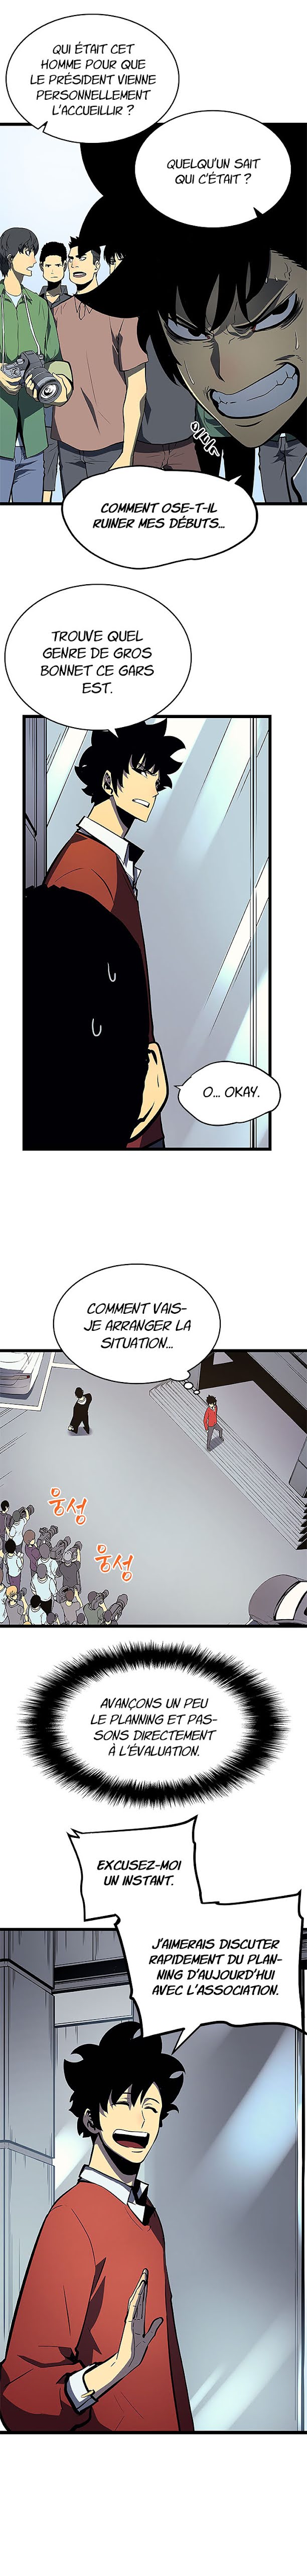 QUI ÉTAIT CET
HOMME POUR QUE
LE PRÉSIDENT VIENNE
PERSONNELLEMENT
L'ACCUEILLIR ?
QUELQU'UN SAIT
QUI C'ÉTAIT ?
COMMENT OSE-T-IL
RUINER MES DÉBUTS...
TROUVE QUEL
GENRE DE GROS
BONNET CE GARS
EST.
O... OKAY.
COMMENT VAIS-
JE ARRANGER LA
SITUATION...
웅성
웅성
AVANÇONS UN PEU
LE PLANNING ET PAS-
SONS DIRECTEMENT
À L'ÉVALUATION.
EXCUSEZ-MOI
UN INSTANT.
J'AIMERAIS DISCUTER
RAPIDEMENT DU PLAN-
NING D'AUJOURD'HUI
AVEC L'ASSOCIATION.